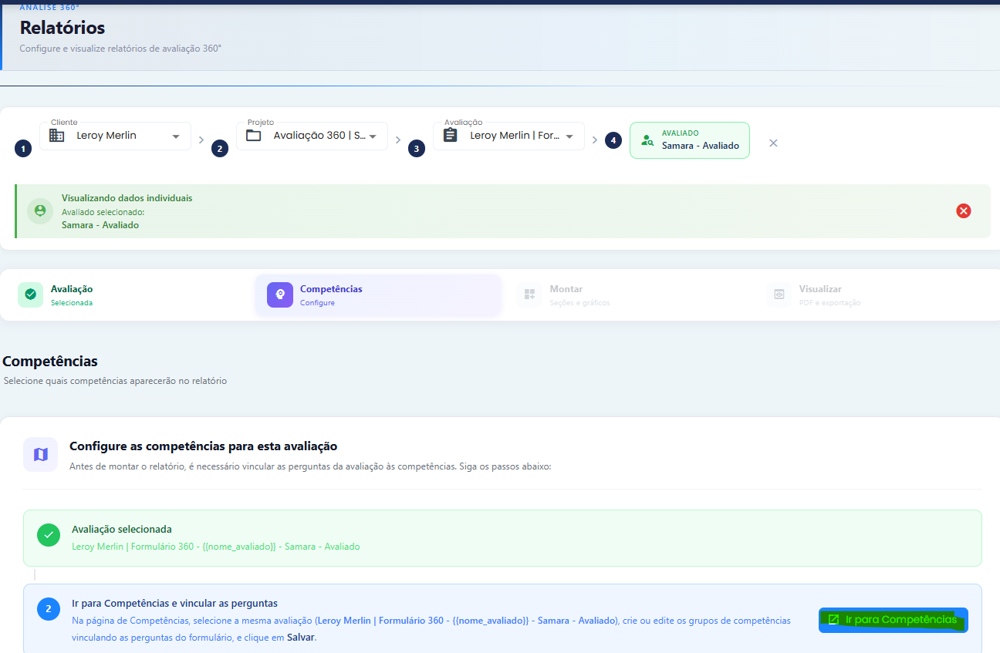 ANÁLISE 360°
Relatórios
Configure e visualize relatórios de avaliação 360°
Cliente
Projeto
Avaliação
1
Leroy Merlin
2
Avaliação 360 | S...
3
Leroy Merlin | For...
4
AVALIADO
Samara - Avaliado
Visualizando dados individuais
Avaliado selecionado:
Samara - Avaliado
Avaliação
Selecionada
Competências
Configure
Montar
Seções e gráficos
Visualizar
PDF e exportação
Competências
Selecione quais competências aparecerão no relatório
Configure as competências para esta avaliação
Antes de montar o relatório, é necessário vincular as perguntas da avaliação às competências. Siga os passos abaixo:
Avaliação selecionada
Leroy Merlin | Formulário 360 - {{nome_avaliado}} - Samara - Avaliado
2
Ir para Competências e vincular as perguntas
Na página de Competências, selecione a mesma avaliação (Leroy Merlin | Formulário 360 - {{nome_avaliado}} - Samara - Avaliado), crie ou edite os grupos de competências
vinculando as perguntas do formulário, e clique em Salvar.
Ir para Competências